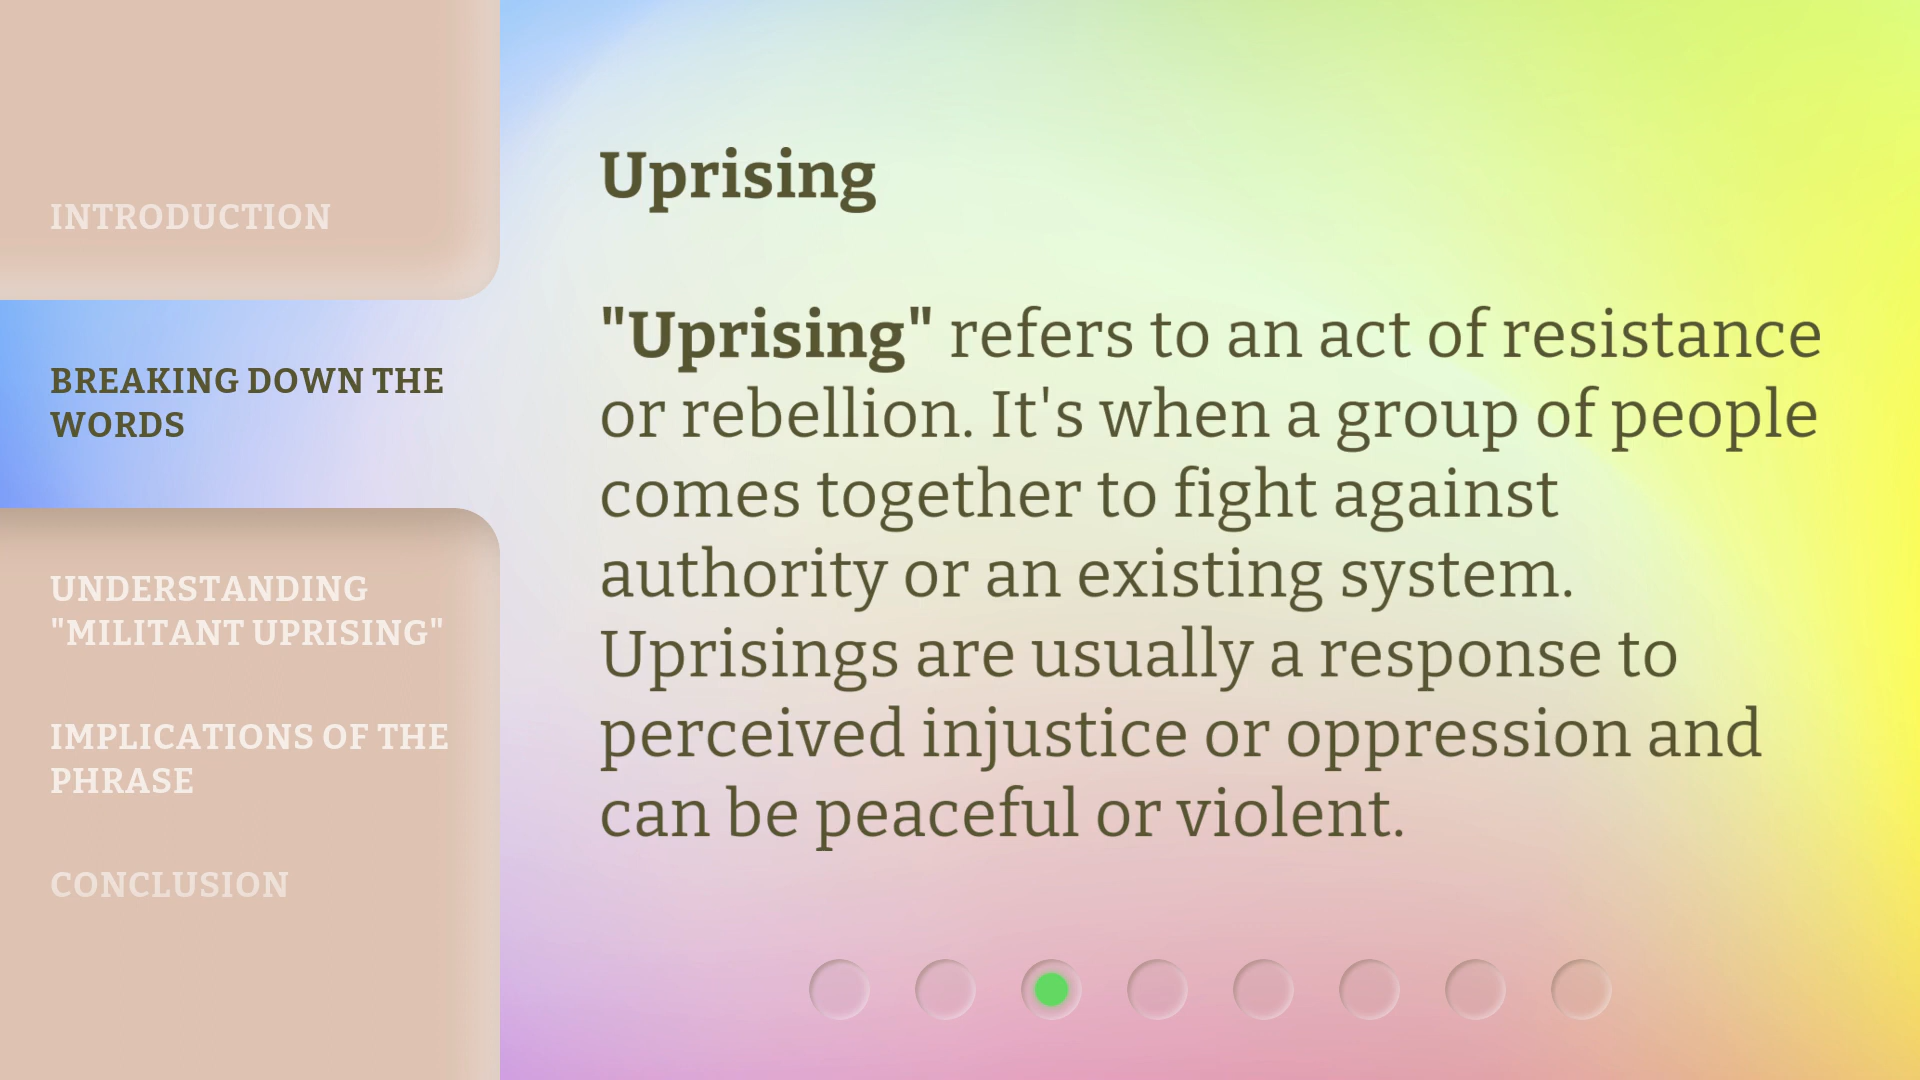 INTRODUCTION
BREAKING DOWN THE
WORDS
UNDERSTANDING
"MILITANT UPRISING"
IMPLICATIONS OF THE
PHRASE
CONCLUSION
Uprising
"Uprising" refers to an act of resistance
or rebellion. It's when a group of people
comes together to fight against
authority or an existing system.
Uprisings are usually a response to
perceived injustice or oppression and
can be peaceful or violent.